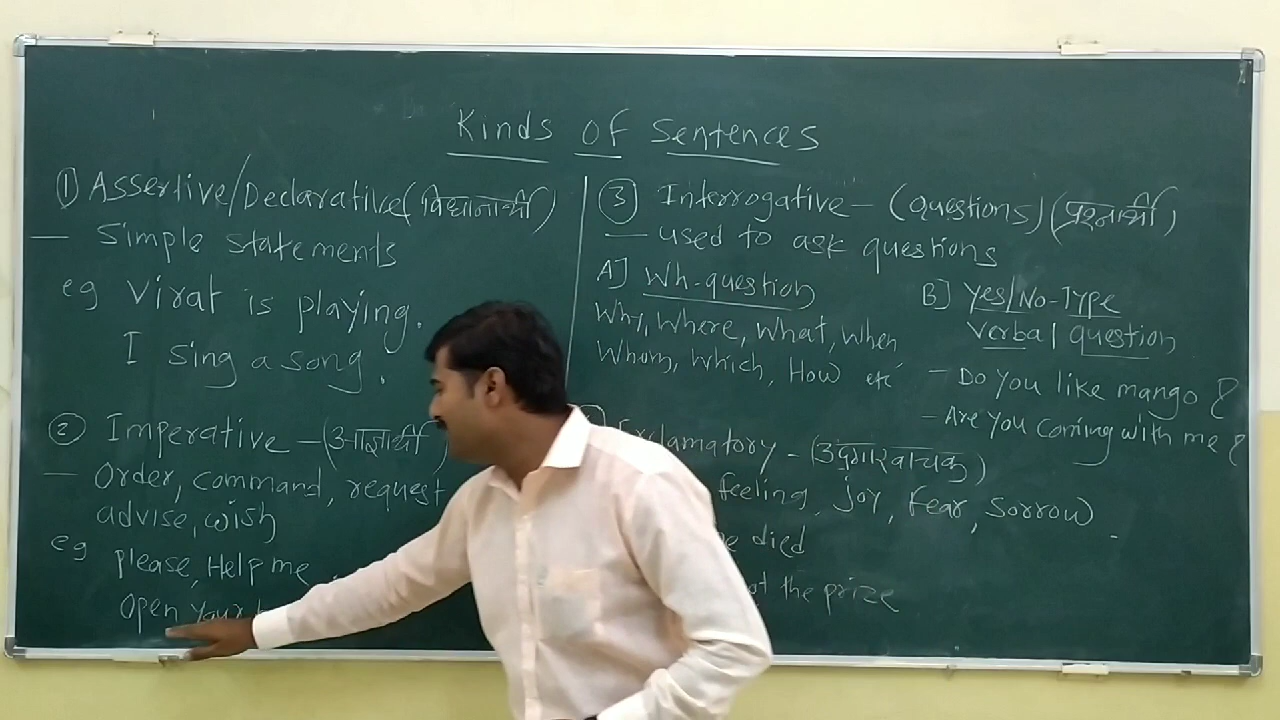 Kinds of Sentences
① Assertive/Declarative (विधानार्थी)
— Simple statements
eg Virat is playing.
I sing a song.
② Imperative – (आज्ञार्थी
— Order, command, request
advise, wish
eg please, Help me
Open your
③ Interrogative – (questions) (प्रश्नार्थी)
— used to ask questions
A] Wh-question
Why, Where, What, When
Whom, Which, How etc
B] Yes/No-Type
Verbal question
– Do you like mango ?
– Are you coming with me ?
Exclamatory – (उद्गारवाचक)
feeling, joy, fear, sorrow
died
the prize